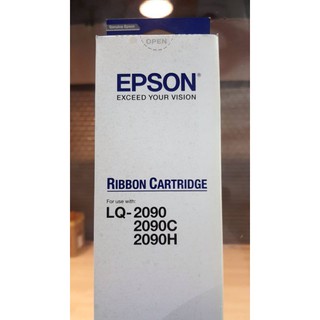 OPEN
EPSON®
EXCEED YOUR VISION
RIBBON CARTRIDGE
For use with:
LQ-2090
2090C
2090H